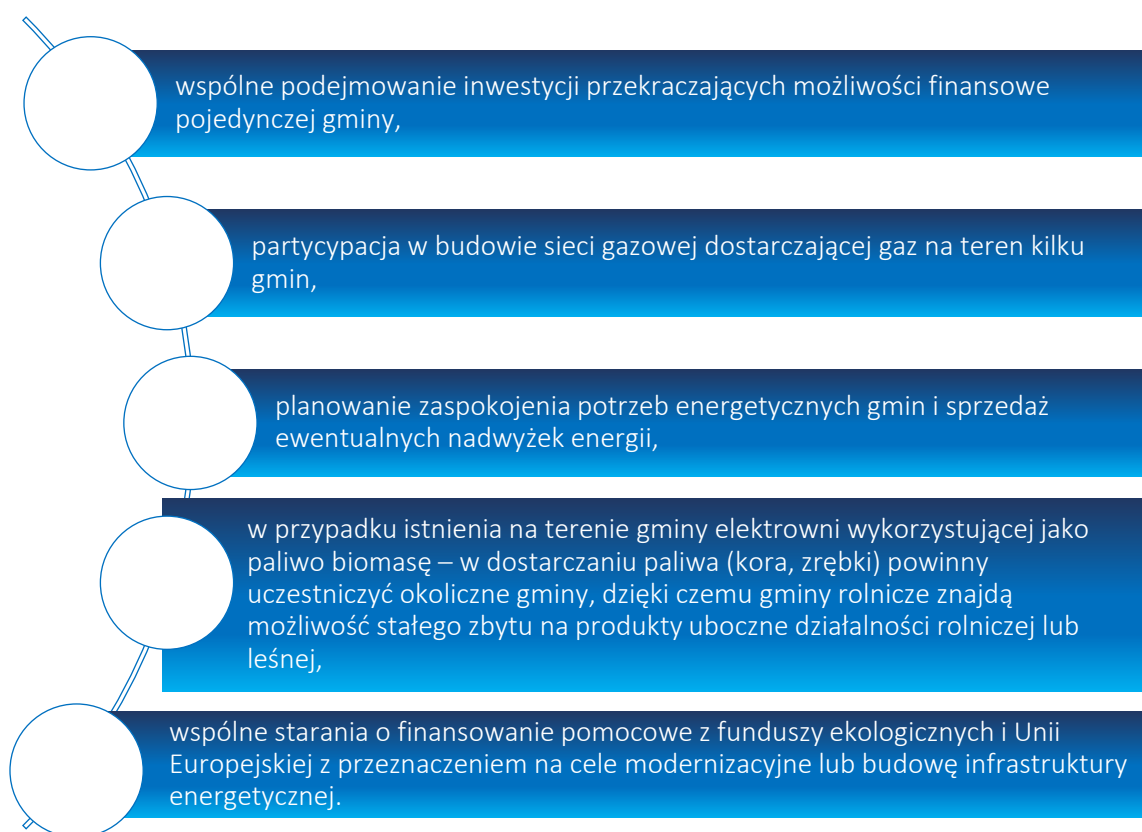 wspólne podejmowanie inwestycji przekraczających możliwości finansowe
pojedynczej gminy,
partycypacja w budowie sieci gazowej dostarczającej gaz na teren kilku
gmin,
planowanie zaspokojenia potrzeb energetycznych gmin i sprzedaż
ewentualnych nadwyżek energii,
w przypadku istnienia na terenie gminy elektrowni wykorzystującej jako
paliwo biomasę – w dostarczaniu paliwa (kora, zrębki) powinny
uczestniczyć okoliczne gminy, dzięki czemu gminy rolnicze znajdą
możliwość stałego zbytu na produkty uboczne działalności rolniczej lub
leśnej,
wspólne starania o finansowanie pomocowe z funduszy ekologicznych i Unii
Europejskiej z przeznaczeniem na cele modernizacyjne lub budowę infrastruktury
energetycznej.